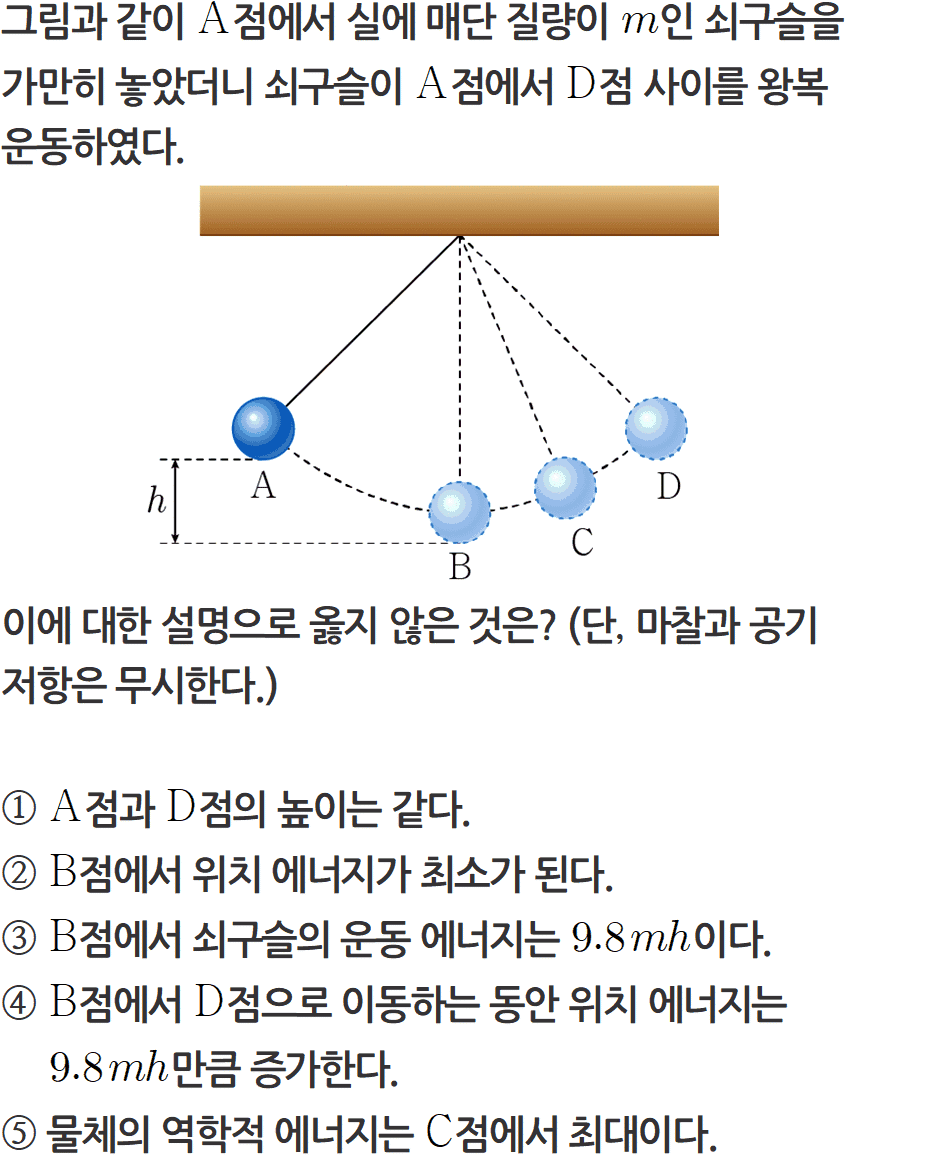 그림과 같이 A점에서 실에 매단 질량이 m인 쇠구슬을
가만히 놓았더니 쇠구슬이 A점에서 D점 사이를 왕복
운동하였다.
A
h
B
C
D
이에 대한 설명으로 옳지 않은 것은? (단, 마찰과 공기
저항은 무시한다.)
① A점과 D점의 높이는 같다.
② B점에서 위치 에너지가 최소가 된다.
③ B점에서 쇠구슬의 운동 에너지는 9.8mh이다.
④ B점에서 D점으로 이동하는 동안 위치 에너지는
9.8mh만큼 증가한다.
⑤ 물체의 역학적 에너지는 C점에서 최대이다.